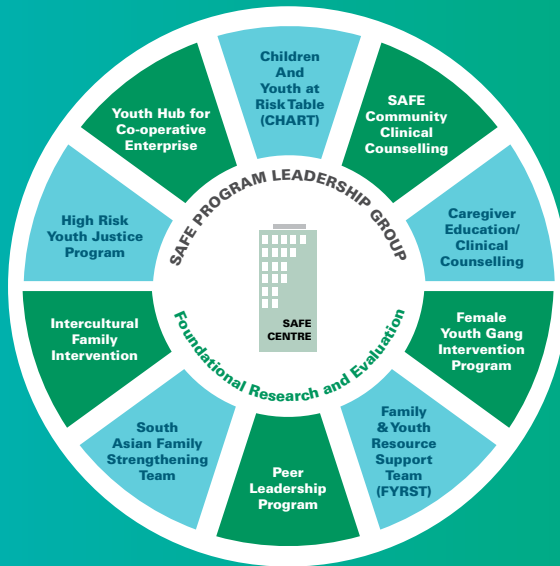 Children
And
Youth at
Risk Table
(CHART)
SAFE
Community
Clinical
Counselling
Caregiver
Education/
Clinical
Counselling
Female
Youth Gang
Intervention
Program
Family
& Youth
Resource
Support
Team
(FYRST)
Peer
Leadership
Program
South
Asian Family
Strengthening
Team
Intercultural
Family
Intervention
High Risk
Youth Justice
Program
Youth Hub for
Co-operative
Enterprise
SAFE PROGRAM LEADERSHIP GROUP
SAFE
CENTRE
Foundational Research and Evaluation